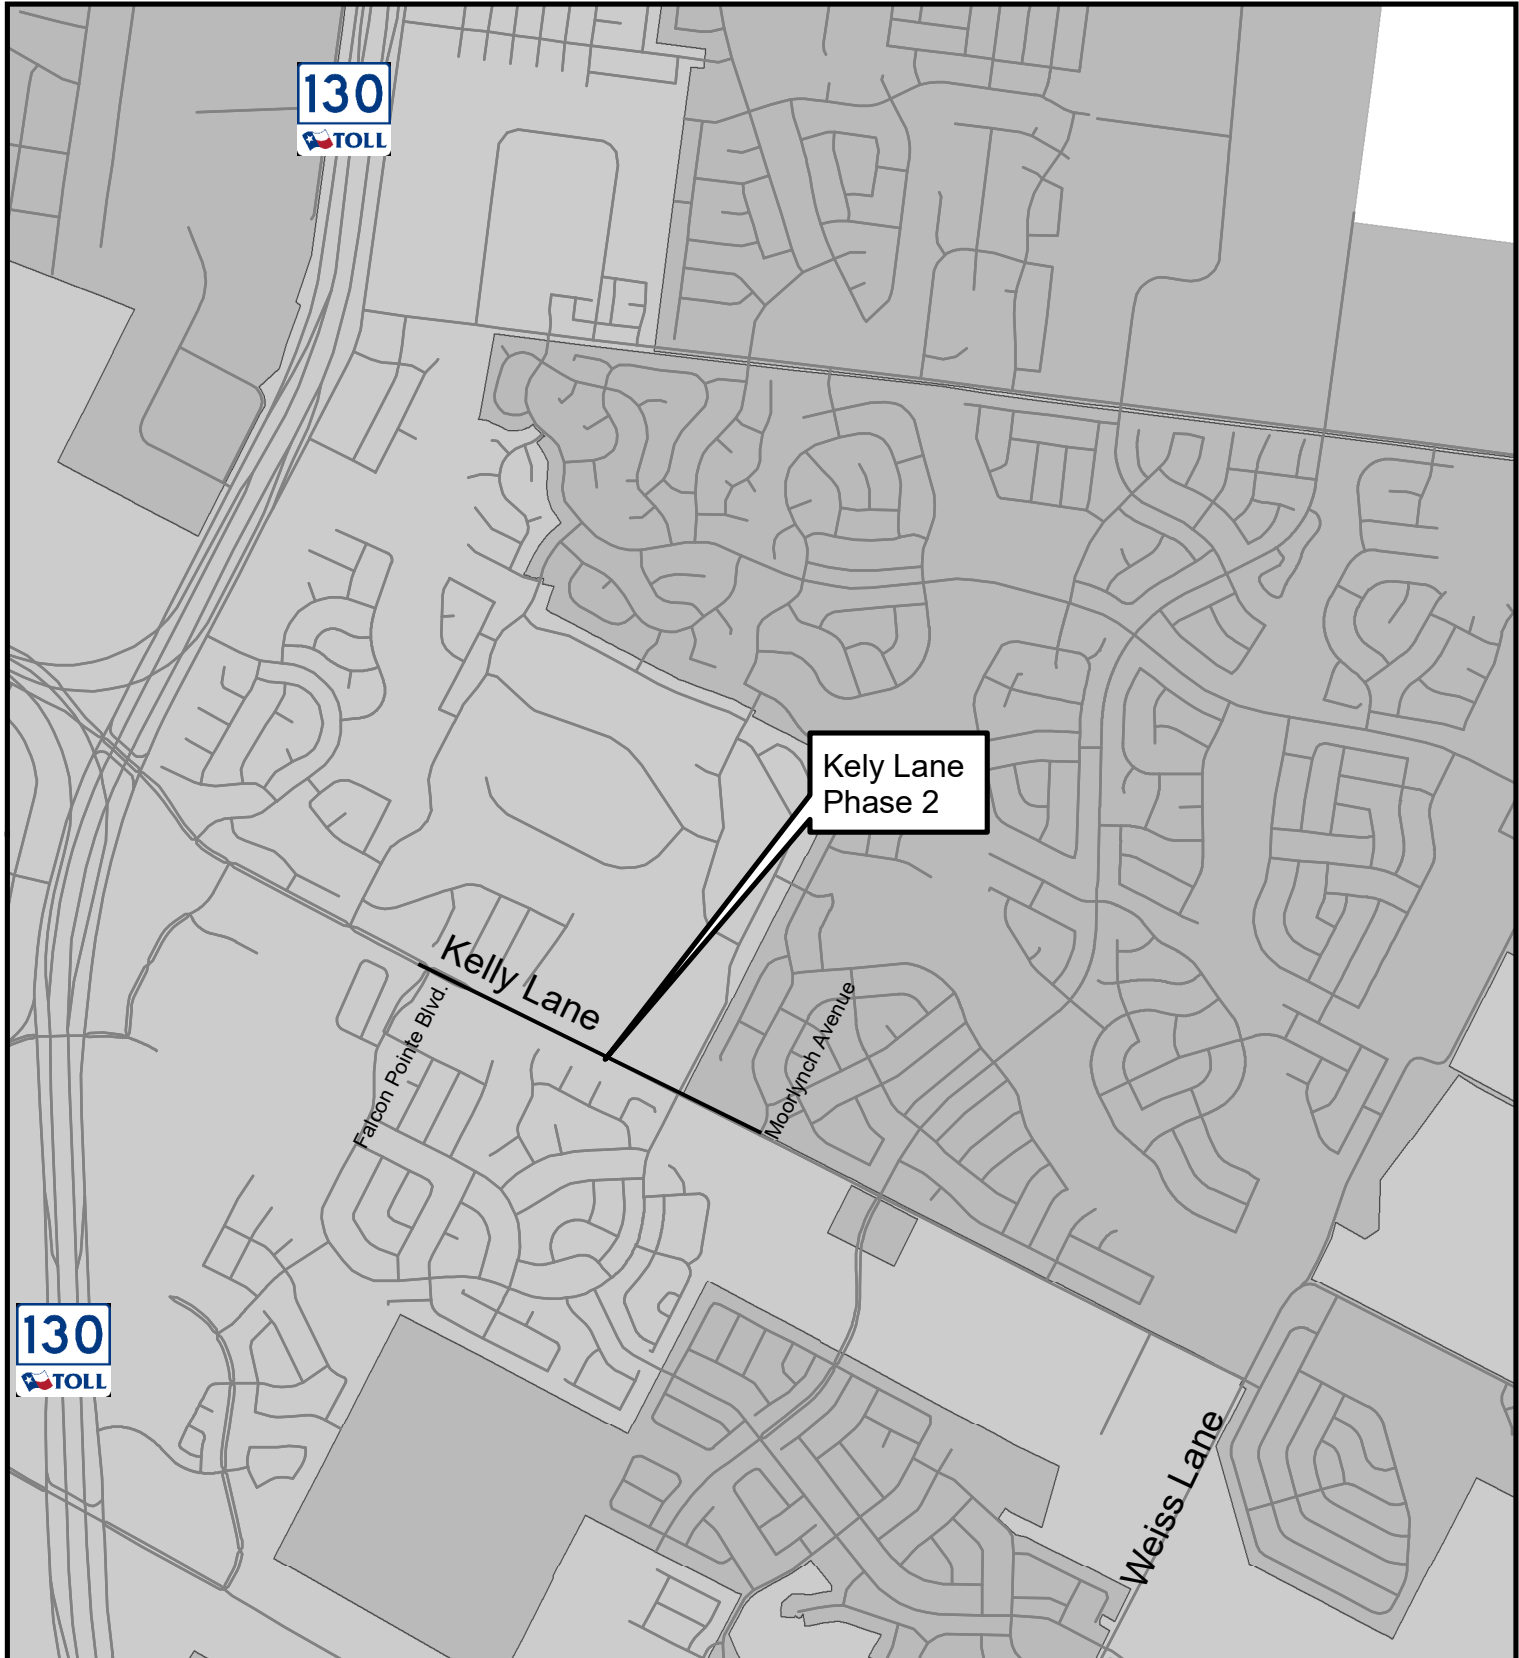 130
TOLL
Kely Lane
Phase 2
Kelly Lane
Falcon Pointe Blvd.
Moorlynch Avenue
130
TOLL
Weiss Lane